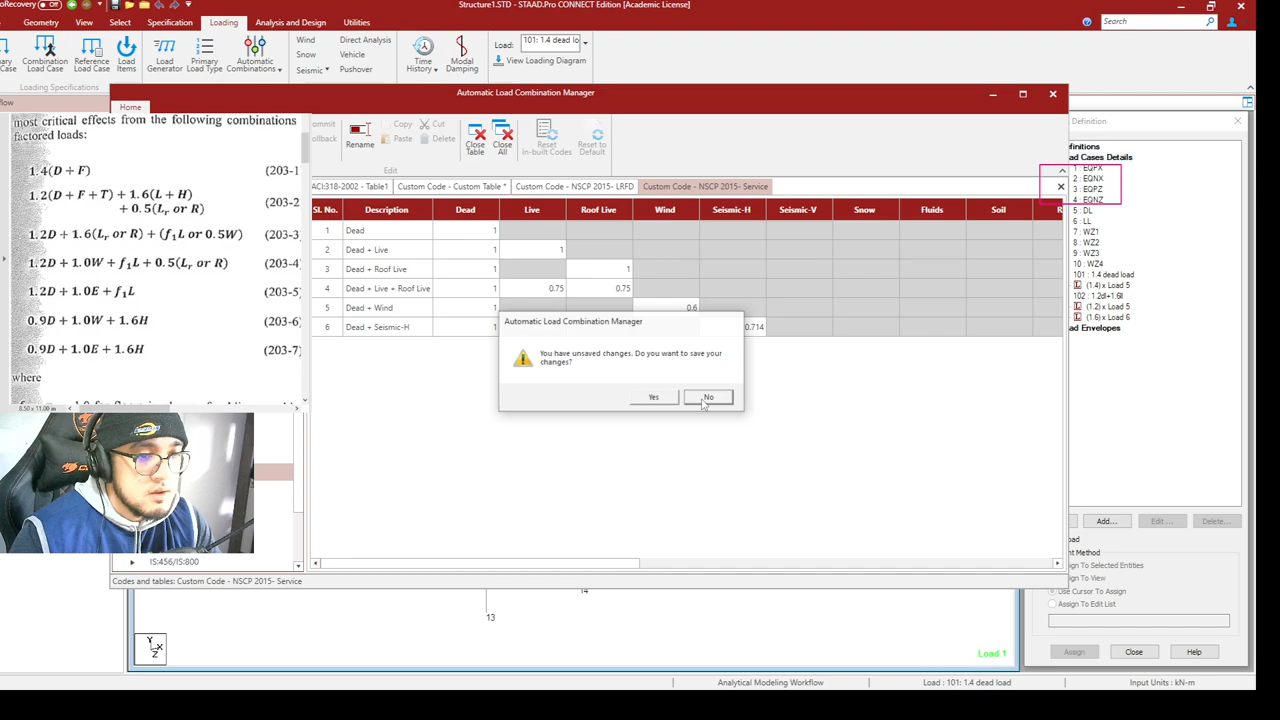 oRecovery Off
Structure1.STD - STAAD.Pro CONNECT Edition [Academic License]
Geometry View Select Specification Loading Analysis and Design Utilities
Search
Combination Load Case
Reference Load Case
Load Items
Load Generator
Primary Load Type
Automatic Combinations
Wind
Snow
Seismic
Direct Analysis
Vehicle
Pushover
Time History
Modal Damping
Load: 101: 1.4 dead lo
View Loading Diagram
Loading Specifications
Automatic Load Combination Manager
Home
Rename
Copy
Paste
Cut
Delete
Edit
Close Table
Close All
Reset In-built Codes
Reset to Default
ACI:318-2002 - Table1 Custom Code - Custom Table * Custom Code - NSCP 2015- LRFD Custom Code - NSCP 2015- Service
Sl. No. Description Dead Live Roof Live Wind Seismic-H Seismic-V Snow Fluids Soil R
1 Dead 1
2 Dead + Live 1 1
3 Dead + Roof Live 1 1
4 Dead + Live + Roof Live 1 0.75 0.75
5 Dead + Wind 1 0.6
6 Dead + Seismic-H 1 0.714
Automatic Load Combination Manager
You have unsaved changes. Do you want to save your
changes?
Yes No
most critical effects from the following combinations
factored loads:
1.4(D + F) (203-1
1.2(D + F + T) + 1.6(L + H)
+ 0.5(Lr or R) (203-2
1.2D + 1.6(Lr or R) + (f1L or 0.5W) (203-3
1.2D + 1.0W + f1L + 0.5(Lr or R) (203-4
1.2D + 1.0E + f1L (203-5
0.9D + 1.0W + 1.6H (203-6
0.9D + 1.0E + 1.6H (203-7
where
8.50 x 11.00 in
IS:456/IS:800
Codes and tables: Custom Code - NSCP 2015- Service
Definition
1 : EQPX
2 : EQNX
3 : EQPZ
4 : EQNZ
5 : DL
6 : LL
7 : WZ1
8 : WZ2
9 : WZ3
10 : WZ4
101 : 1.4 dead load
(1.4) x Load 5
102 : 1.2dl+1.6ll
(1.2) x Load 5
(1.6) x Load 6
Add... Edit ... Delete...
Use Cursor To Assign
Assign To Edit List
Assign Close Help
14
13
Y
X
Z
Load 1
Analytical Modeling Workflow Load : 101: 1.4 dead load Input Units : kN-m